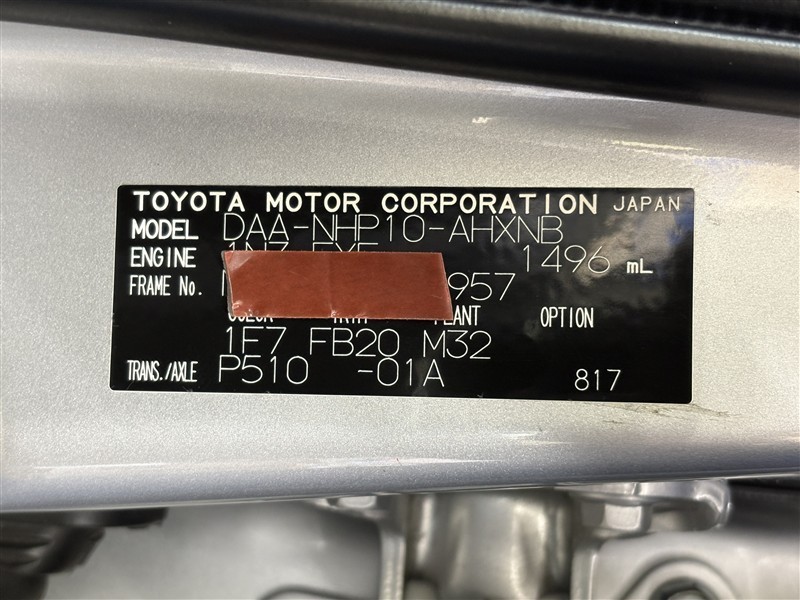 TOYOTA MOTOR CORPORATION JAPAN
MODEL DAA-NHP10-AHXNB
ENGINE 1496 mL
FRAME No. 957
OPTION
1F7 FB20 M32
TRANS./AXLE P510 -01A 817